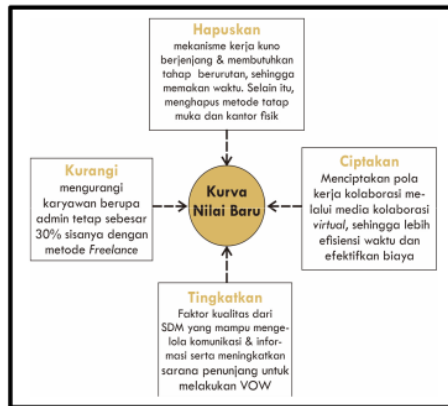 Hapuskan
mekanisme kerja kuno
berjenjang & membutuhkan
tahap berurutan, sehingga
memakan waktu. Selain itu,
menghapus metode tatap
muka dan kantor fisik
Kurangi
mengurangi
karyawan berupa
admin tetap sebesar
30% sisanya dengan
metode Freelance
Kurva
Nilai Baru
Ciptakan
Menciptakan pola
kerja kolaborasi me-
lalui media kolaborasi
virtual, sehingga lebih
efisiensi waktu dan
efektifkan biaya
Tingkatkan
Faktor kualitas dari
SDM yang mampu menge-
lola komunikasi & infor-
masi serta meningkatkan
sarana penunjang untuk
melakukan VOW